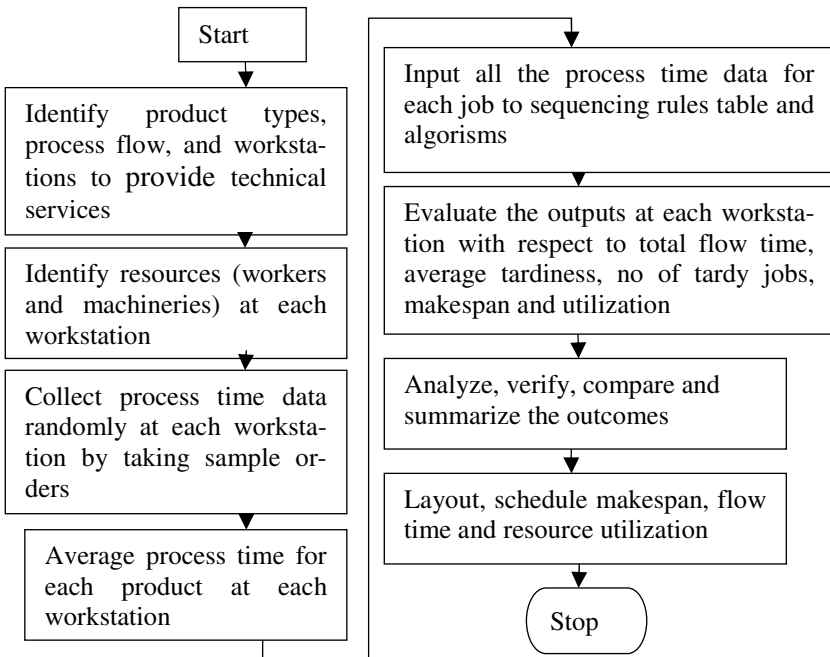 Start
Identify product types,
process flow, and worksta-
tions to provide technical
services
Identify resources (workers
and machineries) at each
workstation
Collect process time data
randomly at each worksta-
tion by taking sample or-
ders
Average process time for
each product at each
workstation
Input all the process time data for
each job to sequencing rules table and
algorisms
Evaluate the outputs at each worksta-
tion with respect to total flow time,
average tardiness, no of tardy jobs,
makespan and utilization
Analyze, verify, compare and
summarize the outcomes
Layout, schedule makespan, flow
time and resource utilization
Stop